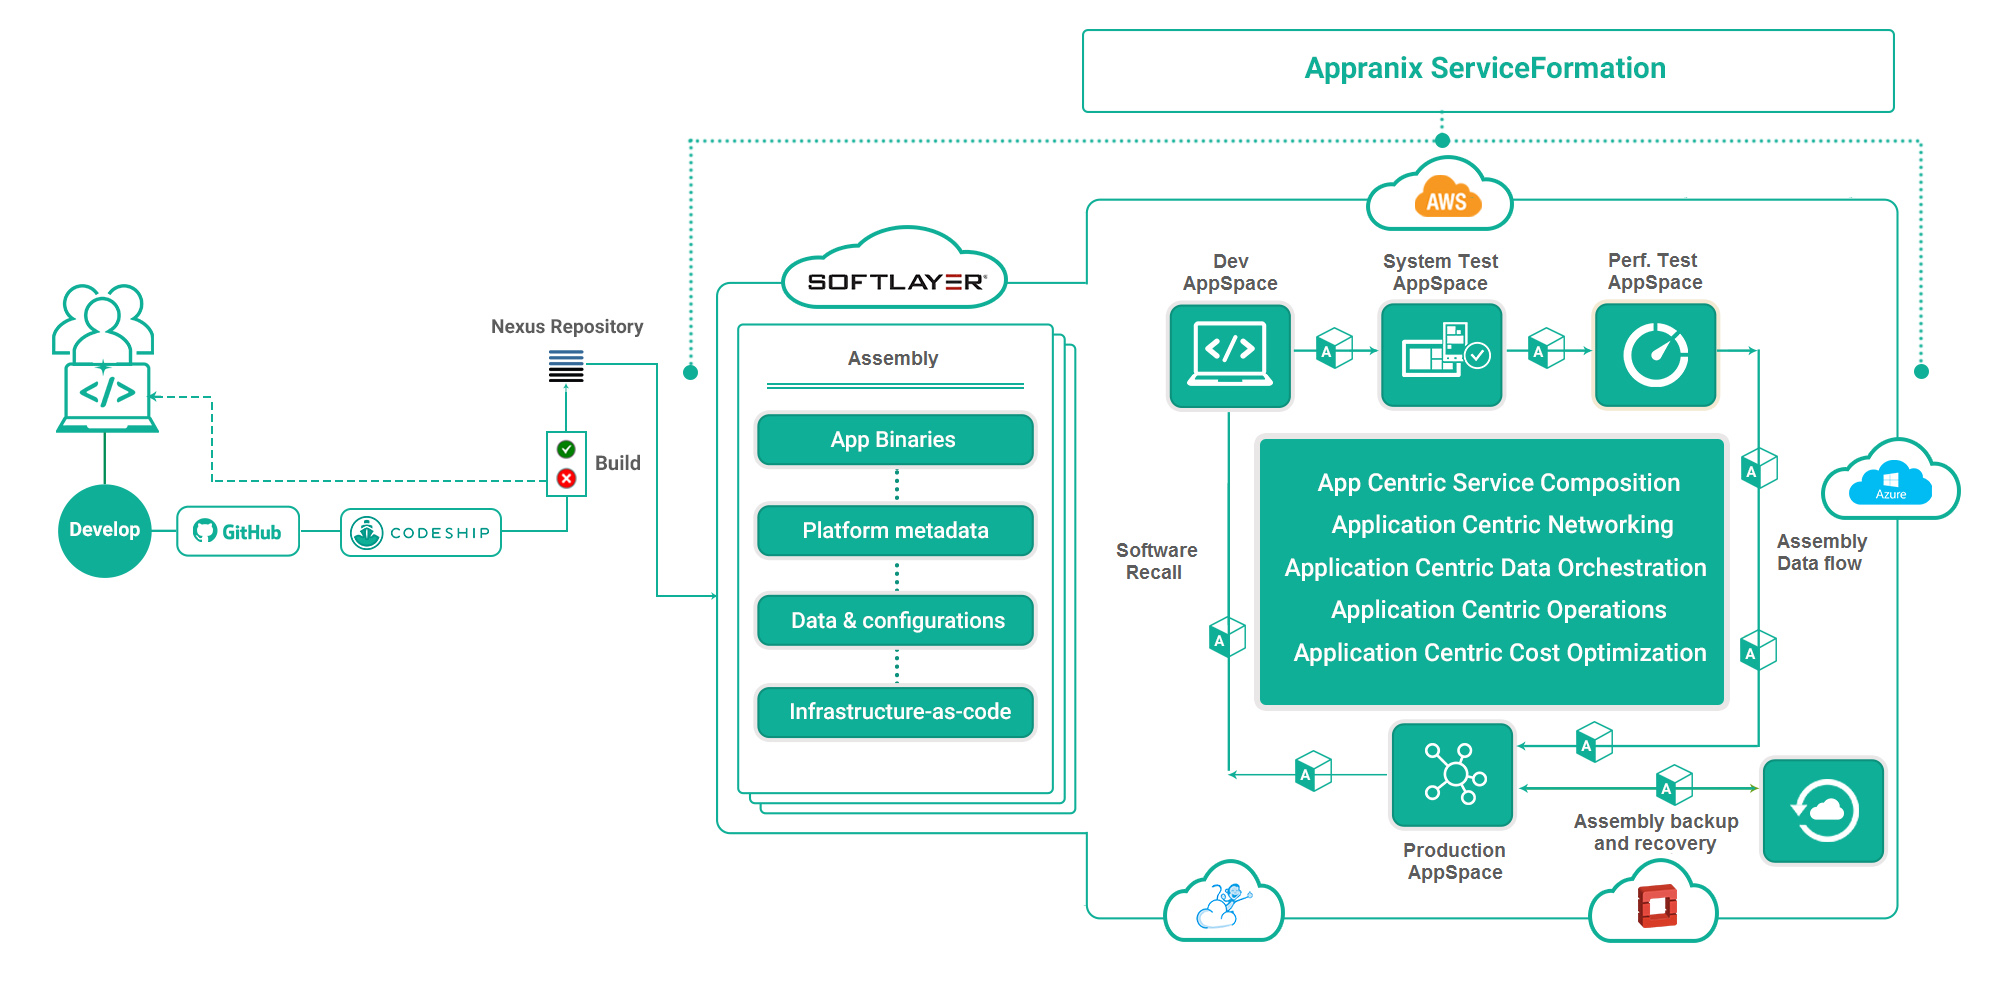 Appranix ServiceFormation
AWS
SOFTLAYER®
Dev
AppSpace
System Test
AppSpace
Perf. Test
AppSpace
Nexus Repository
Assembly
</>
</>
A
A
App Binaries
Build
Develop
GitHub
CODESHIP
Platform metadata
Data & configurations
Infrastructure-as-code
App Centric Service Composition
Application Centric Networking
Application Centric Data Orchestration
Application Centric Operations
Application Centric Cost Optimization
A
Azure
Software
Recall
Assembly
Data flow
A
A
A
A
A
Assembly backup
and recovery
Production
AppSpace